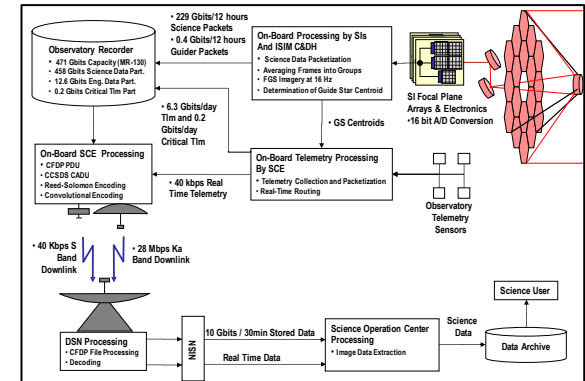 Observatory Recorder
• 471 Gbits Capacity (MR-130)
• 458 Gbits Science Data Part.
• 12.6 Gbits Eng. Data Part.
• 0.2 Gbits Critical Tlm Part
• 229 Gbits/12 hours
Science Packets
• 0.4 Gbits/12 hours
Guider Packets
On-Board Processing by SIs
And ISIM C&DH
• Science Data Packetization
• Averaging Frames into Groups
• FGS Imagery at 16 Hz
• Determination of Guide Star Centroid
SI Focal Plane
Arrays & Electronics
•16 bit A/D Conversion
• 6.3 Gbits/day
Tlm and 0.2
Gbits/day
Critical Tlm
• GS Centroids
On-Board SCE Processing
• CFDP PDU
• CCSDS CADU
• Reed-Solomon Encoding
• Convolutional Encoding
• 40 kbps Real
Time Telemetry
On-Board Telemetry Processing
By SCE
• Telemetry Collection and Packetization
• Real-Time Routing
Observatory
Telemetry
Sensors
• 40 Kbps S
Band
Downlink
• 28 Mbps Ka
Band Downlink
DSN Processing
• CFDP File Processing
• Decoding
NISN
10 Gbits / 30min Stored Data
Real Time Data
Science Operation Center
Processing
• Image Data Extraction
Science
Data
Science User
Data Archive